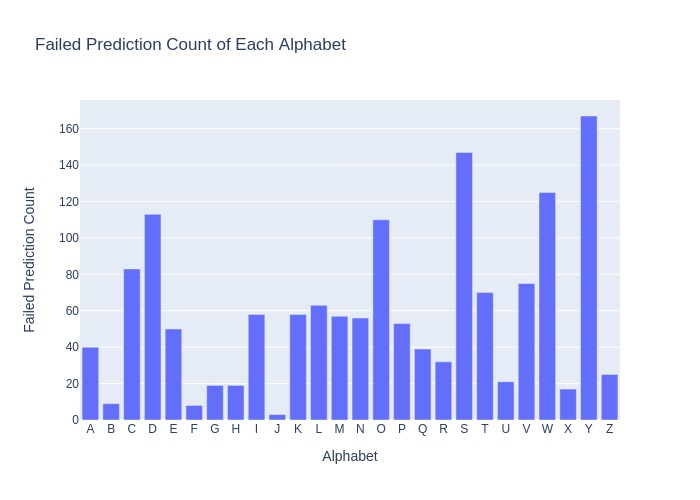 Failed Prediction Count of Each Alphabet
Failed Prediction Count
160
140
120
100
80
60
40
20
0
A B C D E F G H I J K L M N O P Q R S T U V W X Y Z
Alphabet